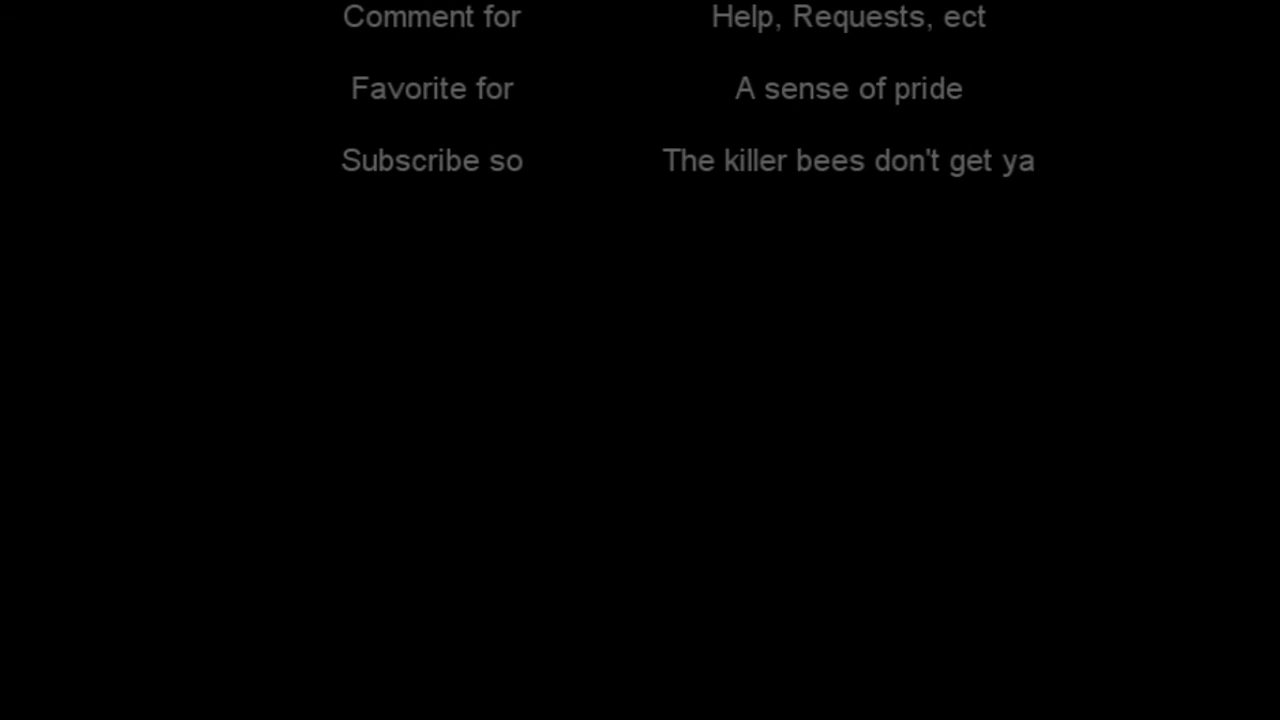 Comment for Help, Requests, ect
Favorite for A sense of pride
Subscribe so The killer bees don't get ya